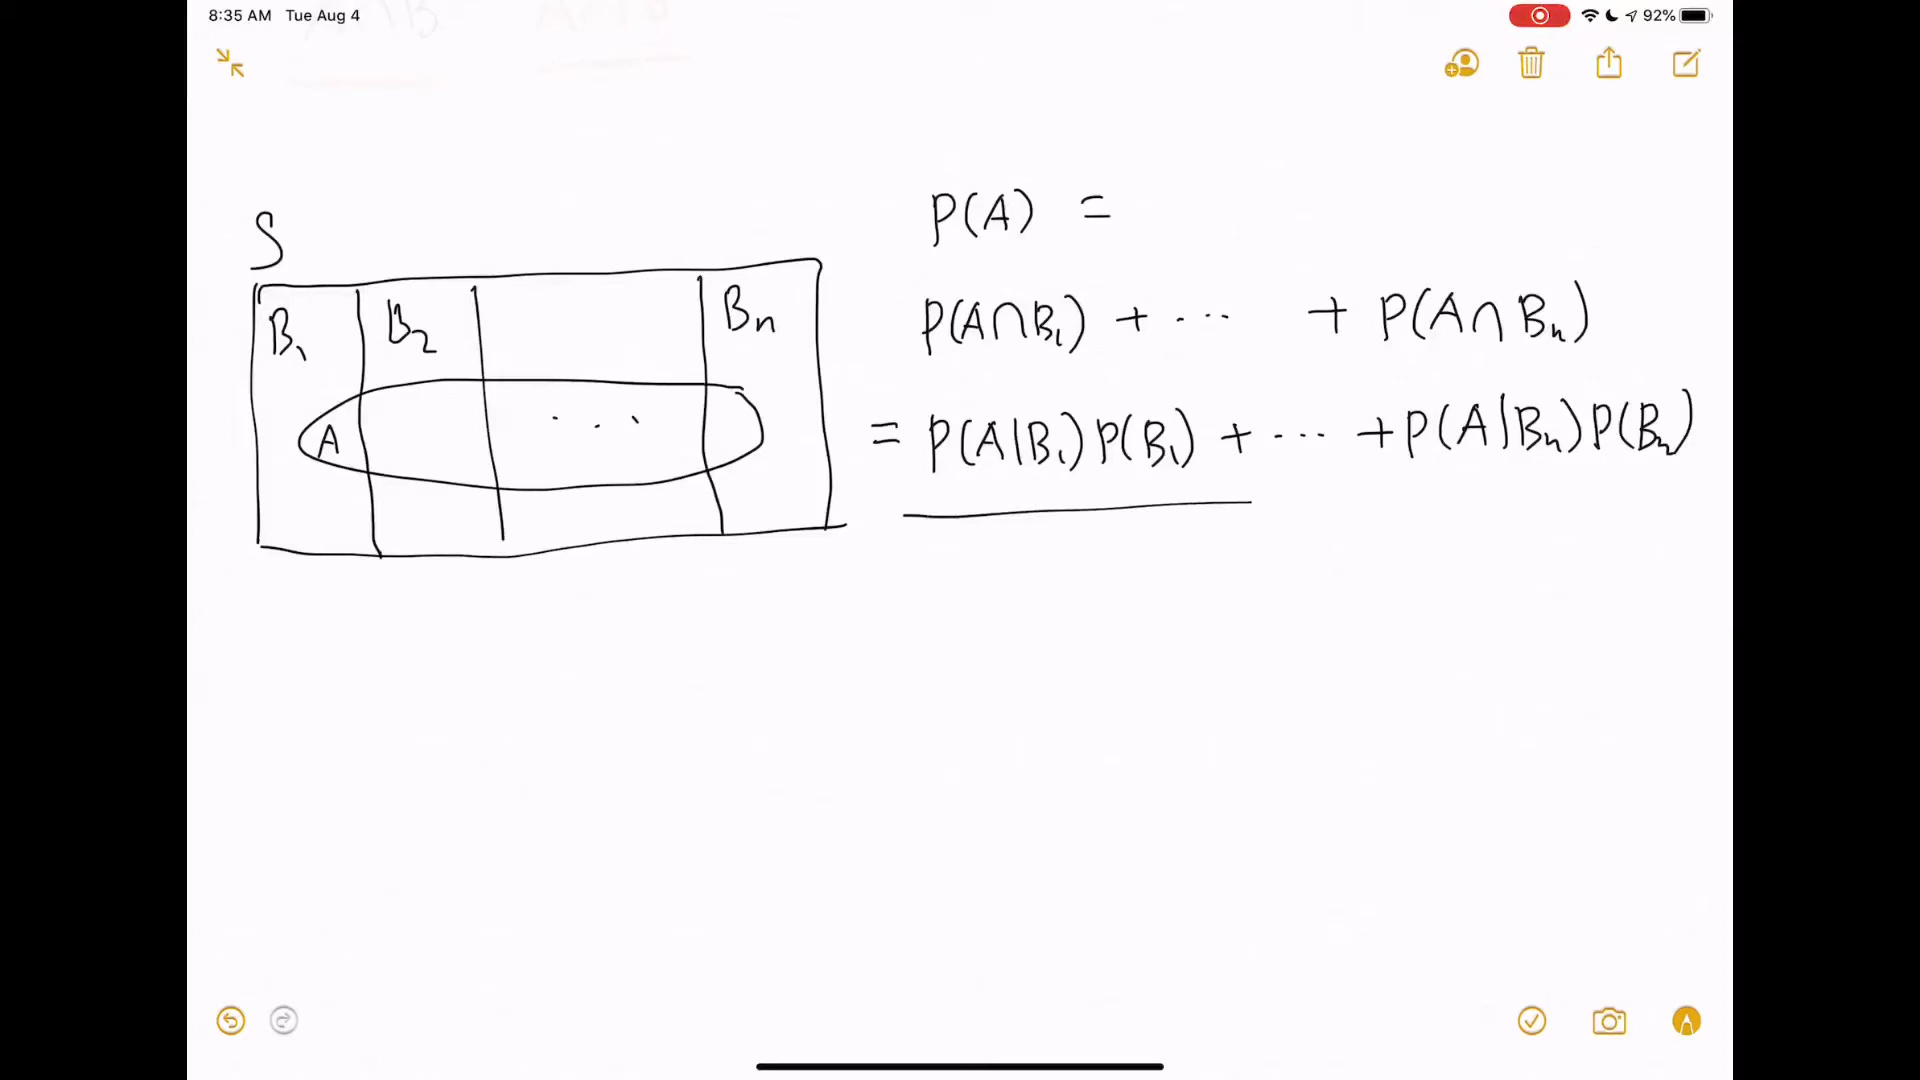 8:35 AM Tue Aug 4
92%
S
B₁ B₂ Bn
A ...
P(A) =
P(A∩B₁) + ... + P(A∩Bn)
= P(A|B₁)P(B₁) + ... + P(A|Bn)P(Bn)